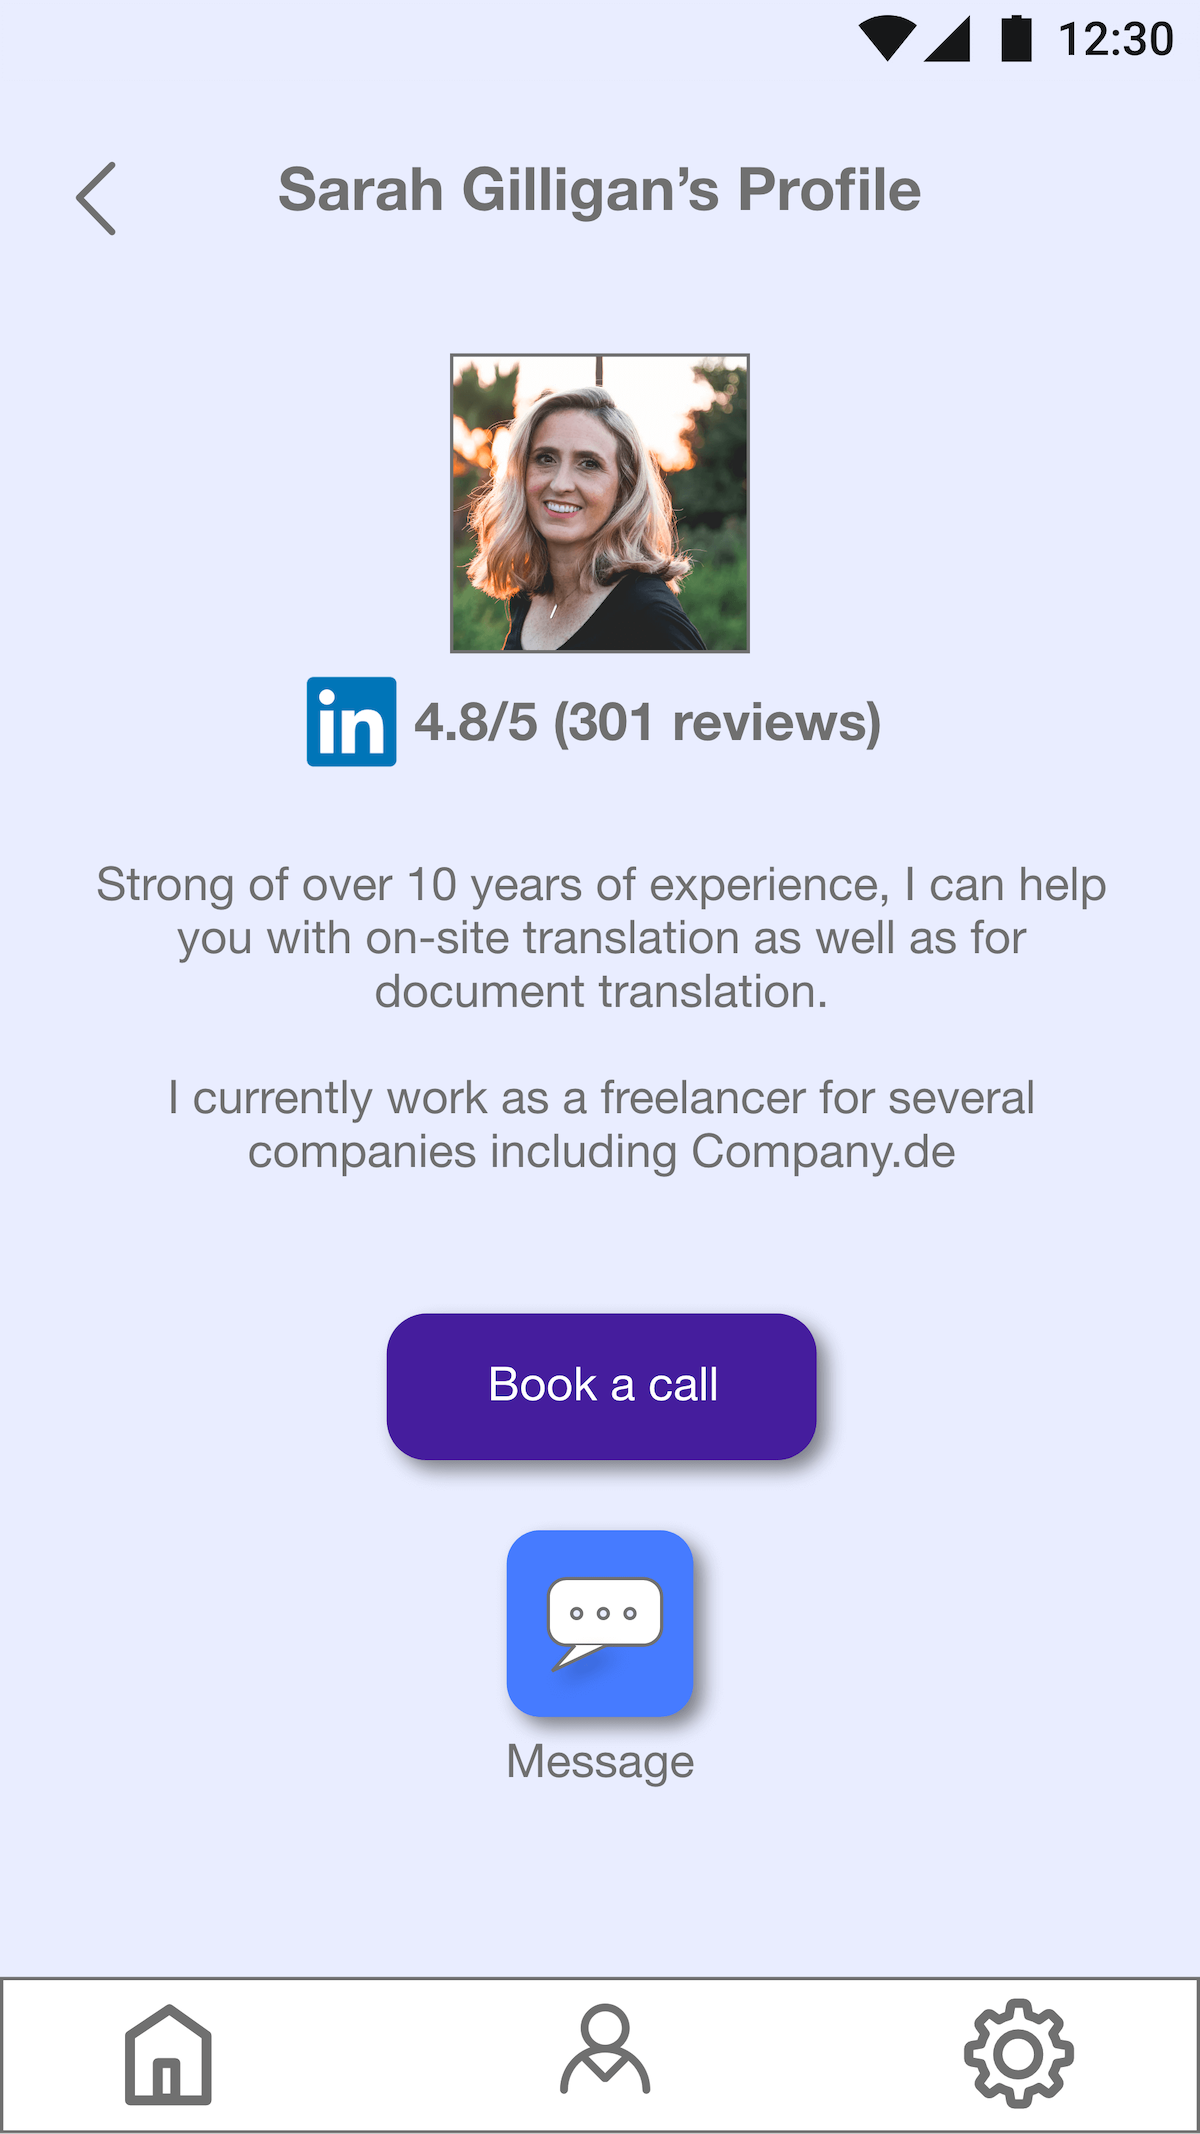 12:30
Sarah Gilligan’s Profile
in 4.8/5 (301 reviews)
Strong of over 10 years of experience, I can help
you with on-site translation as well as for
document translation.
I currently work as a freelancer for several
companies including Company.de
Book a call
Message